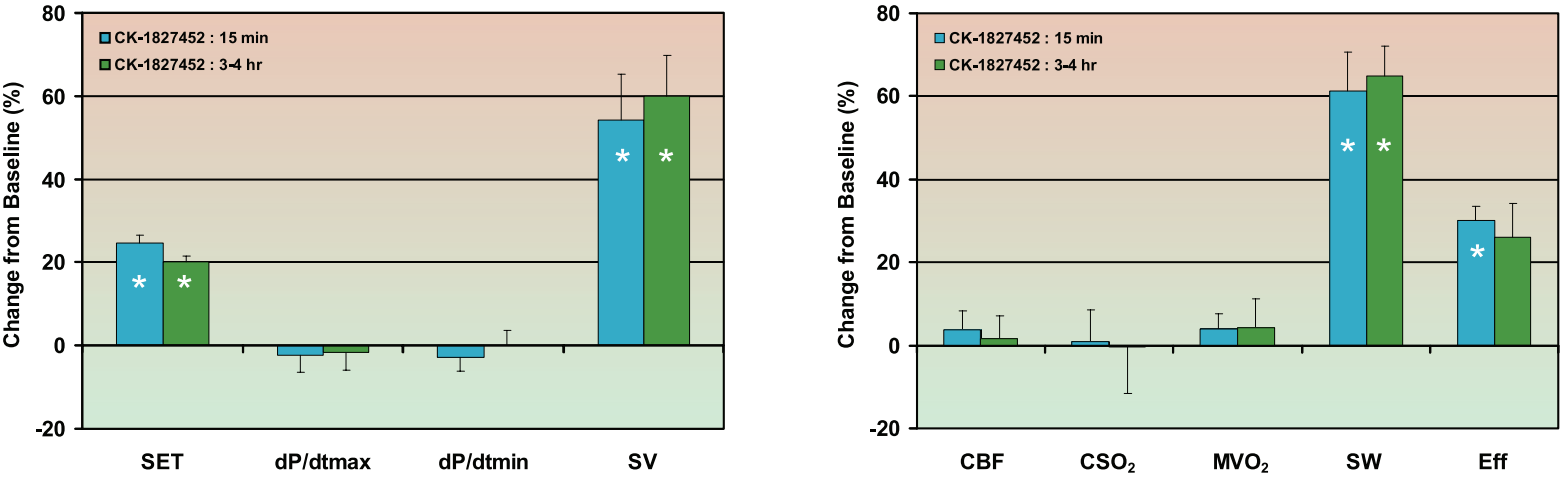 Change from Baseline (%)
80
60
40
20
0
-20
CK-1827452 : 15 min
CK-1827452 : 3-4 hr
* * * *
SET dP/dtmax dP/dtmin SV
Change from Baseline (%)
80
60
40
20
0
-20
CK-1827452 : 15 min
CK-1827452 : 3-4 hr
* * *
CBF CSO₂ MVO₂ SW Eff